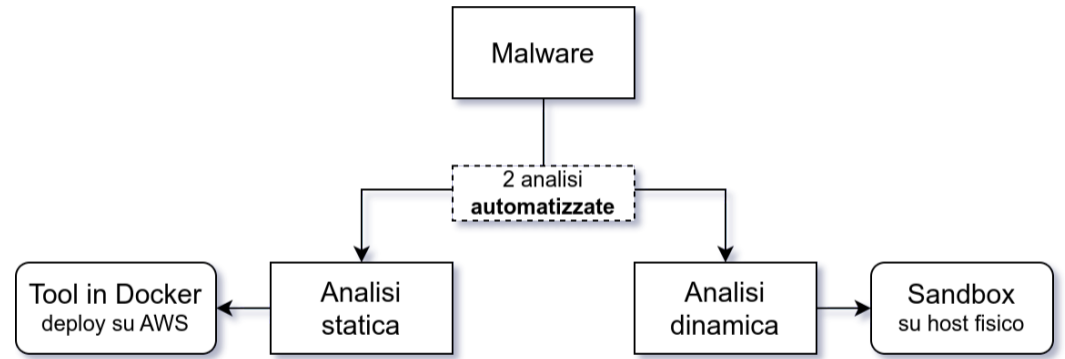 Malware
2 analisi
automatizzate
Tool in Docker
deploy su AWS
Analisi
statica
Analisi
dinamica
Sandbox
su host fisico